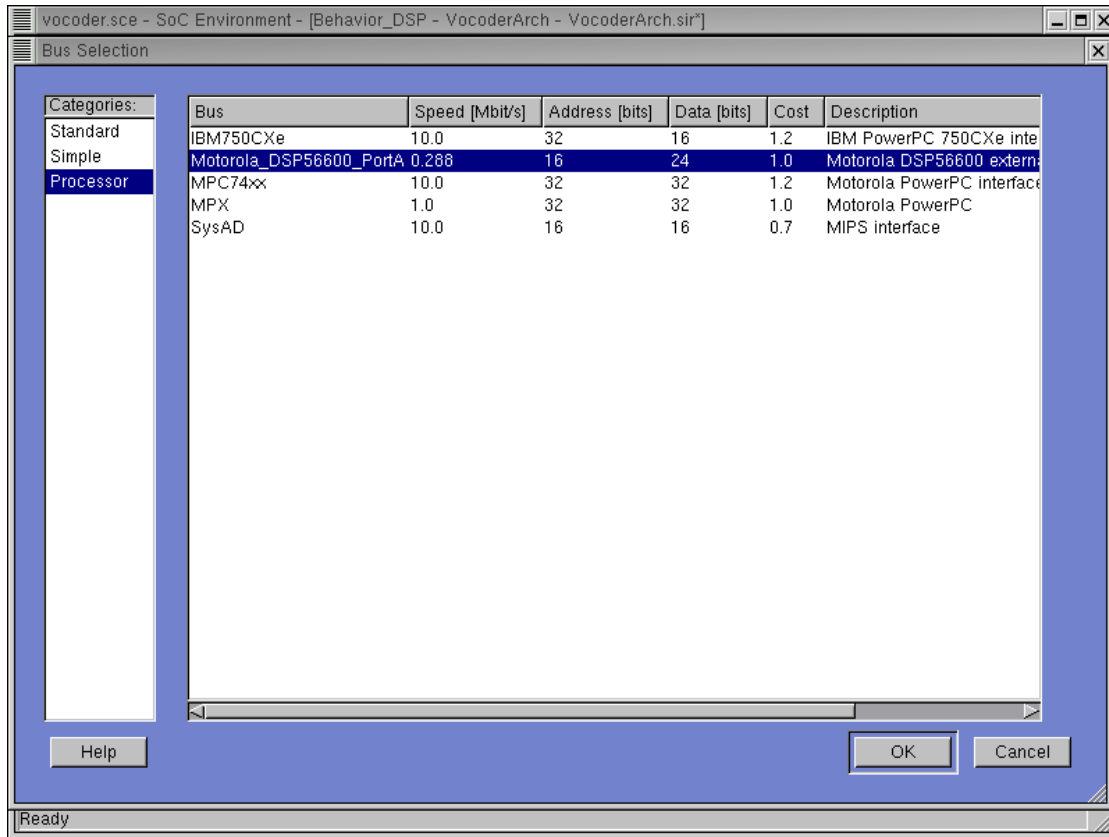 vocoder.sce - SoC Environment - [Behavior_DSP - VocoderArch - VocoderArch.sir*]
Bus Selection
Categories:
Standard
Simple
Processor
Bus Speed [Mbit/s] Address [bits] Data [bits] Cost Description
IBM750CXe 10.0 32 16 1.2 IBM PowerPC 750CXe inte
Motorola_DSP56600_PortA 0.288 16 24 1.0 Motorola DSP56600 externa
MPC74xx 10.0 32 32 1.2 Motorola PowerPC interface
MPX 1.0 32 32 1.0 Motorola PowerPC
SysAD 10.0 16 16 0.7 MIPS interface
Help OK Cancel
Ready